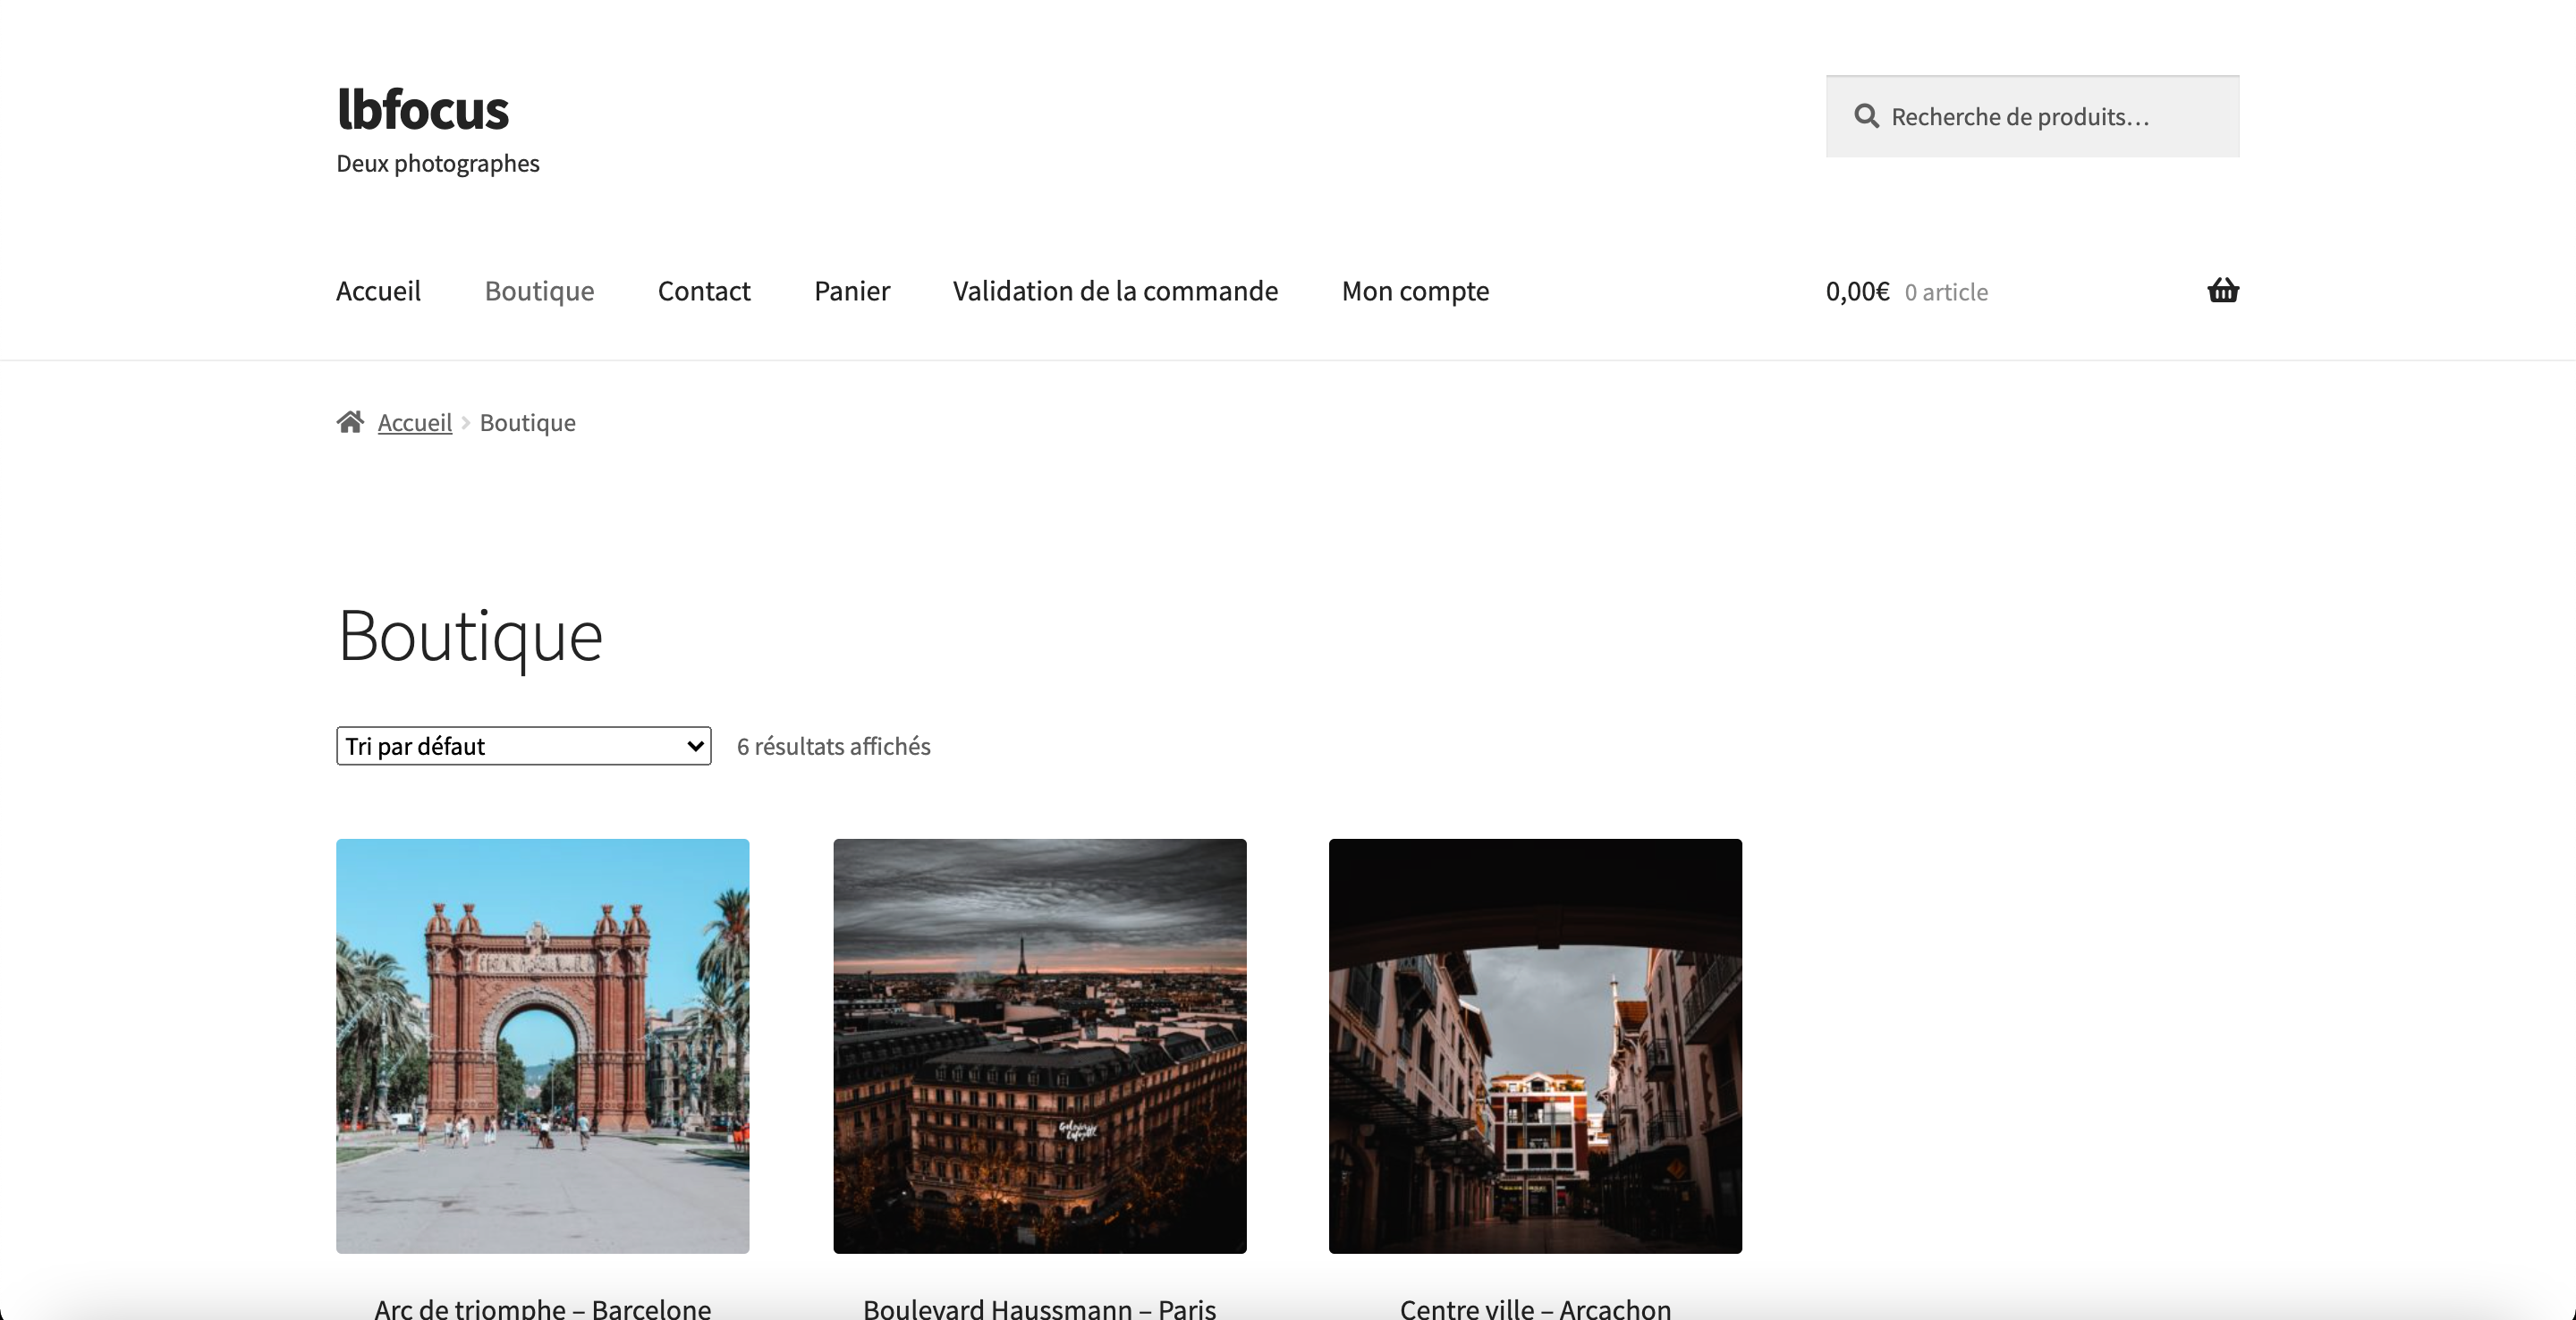 lbfocus
Deux photographes
Recherche de produits…
Accueil Boutique Contact Panier Validation de la commande Mon compte 0,00€ 0 article
Accueil Boutique
Boutique
Tri par défaut 6 résultats affichés
Galeries Lafayette
Arc de triomphe – Barcelone Boulevard Haussmann – Paris Centre ville – Arcachon